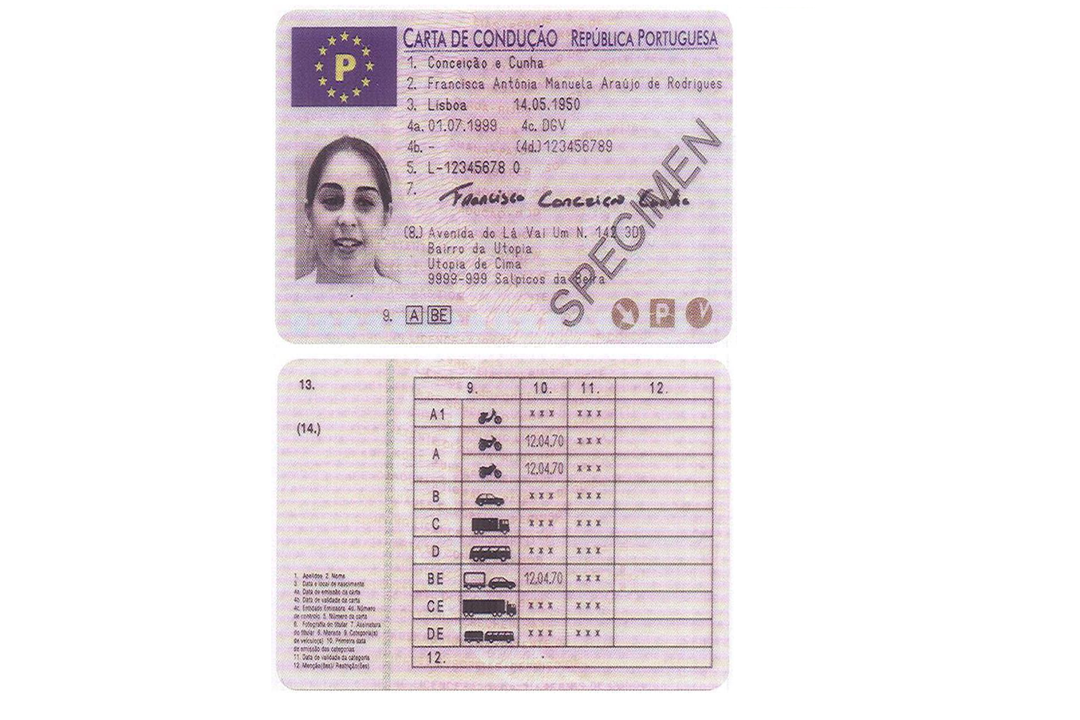 P
CARTA DE CONDUÇÃO REPÚBLICA PORTUGUESA
1. Conceição e Cunha
2. Francisca Antónia Manuela Araújo de Rodrigues
3. Lisboa 14.05.1950
4a. 01.07.1999 4c. DGV
4b. - (4d.)123456789
5. L-12345678 0
7. Francisca Conceição Cunha
(8.) Avenida do Lá Vai Um N. 142 3D
Bairro da Utopia
Utopia de Cima
9999-999 Salpicos da Beira
SPECIMEN
9. A BE
P V
13.
(14.)
9. 10. 11. 12.
A1 x x x x x x
A 12.04.70 x x x
12.04.70 x x x
B x x x x x x
C x x x x x x
D x x x x x x
BE 12.04.70 x x x
CE x x x x x x
DE x x x x x x
12. -
1. Apelidos 2. Nome
3. Data e local de nascimento
4a. Data de emissão da carta
4b. Data de validade da carta
4c. Entidade Emissora 4d. Número
de controlo 5. Número da carta
6. Fotografia do titular 7. Assinatura
do titular 8. Morada 9. Categoria(s)
de veículo(s) 10. Primeira data
de emissão das categorias
11. Data de validade da categoria
12. Menção(ões)/ Restrição(ões)